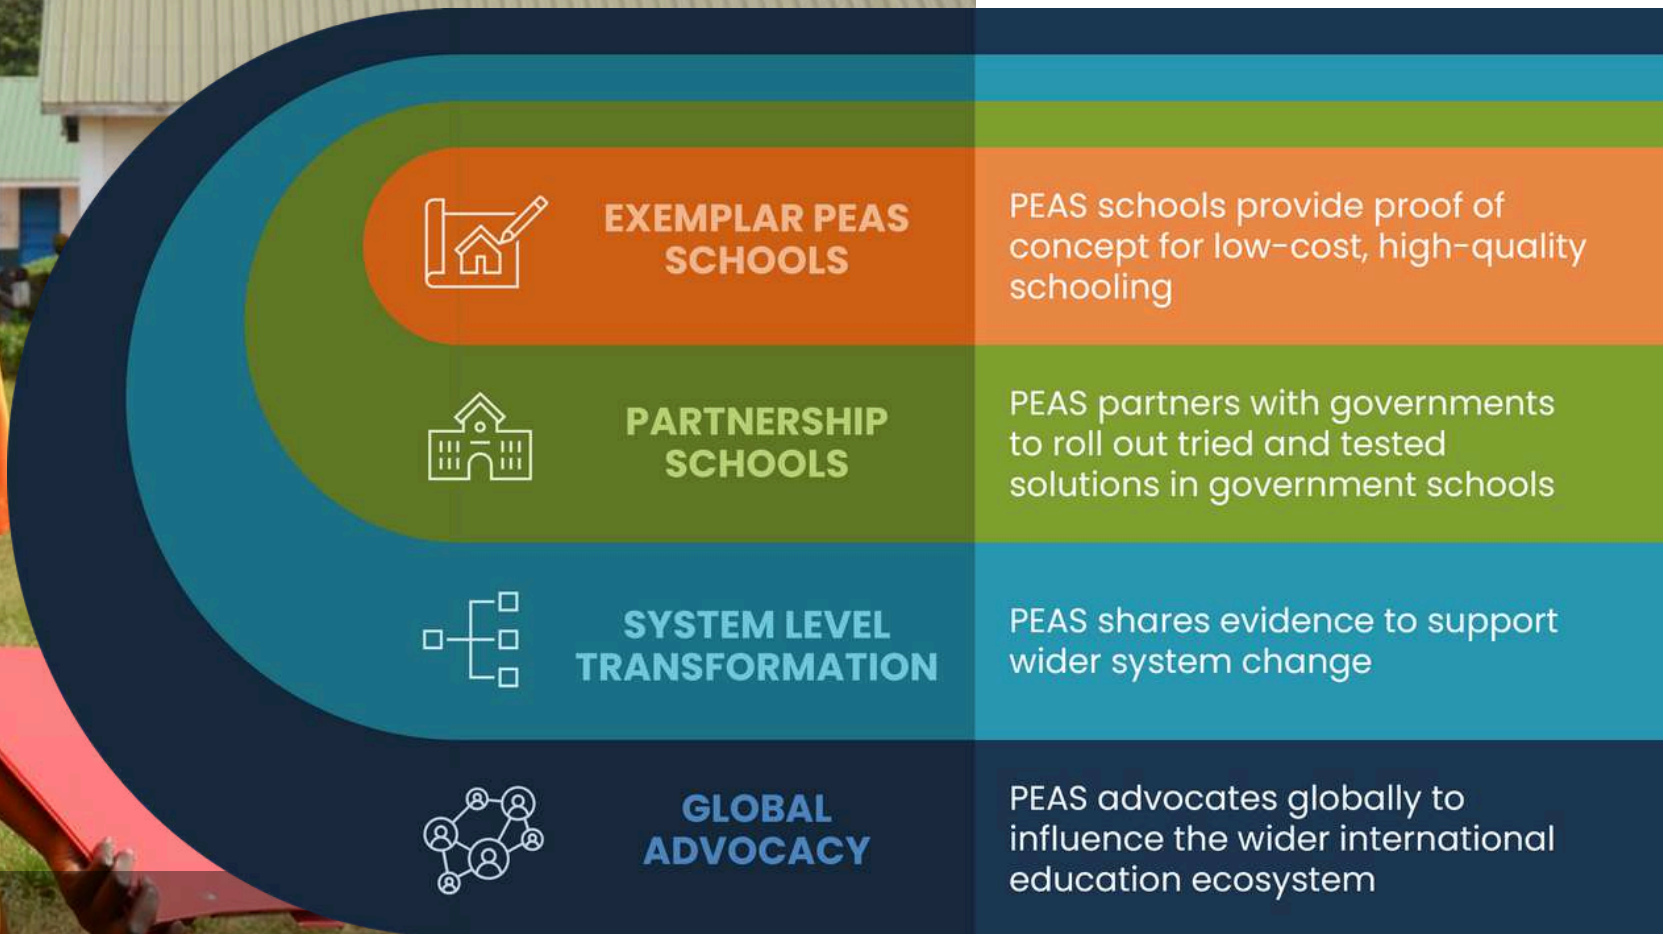 EXEMPLAR PEAS
SCHOOLS
PEAS schools provide proof of
concept for low-cost, high-quality
schooling
PARTNERSHIP
SCHOOLS
PEAS partners with governments
to roll out tried and tested
solutions in government schools
SYSTEM LEVEL
TRANSFORMATION
PEAS shares evidence to support
wider system change
GLOBAL
ADVOCACY
PEAS advocates globally to
influence the wider international
education ecosystem